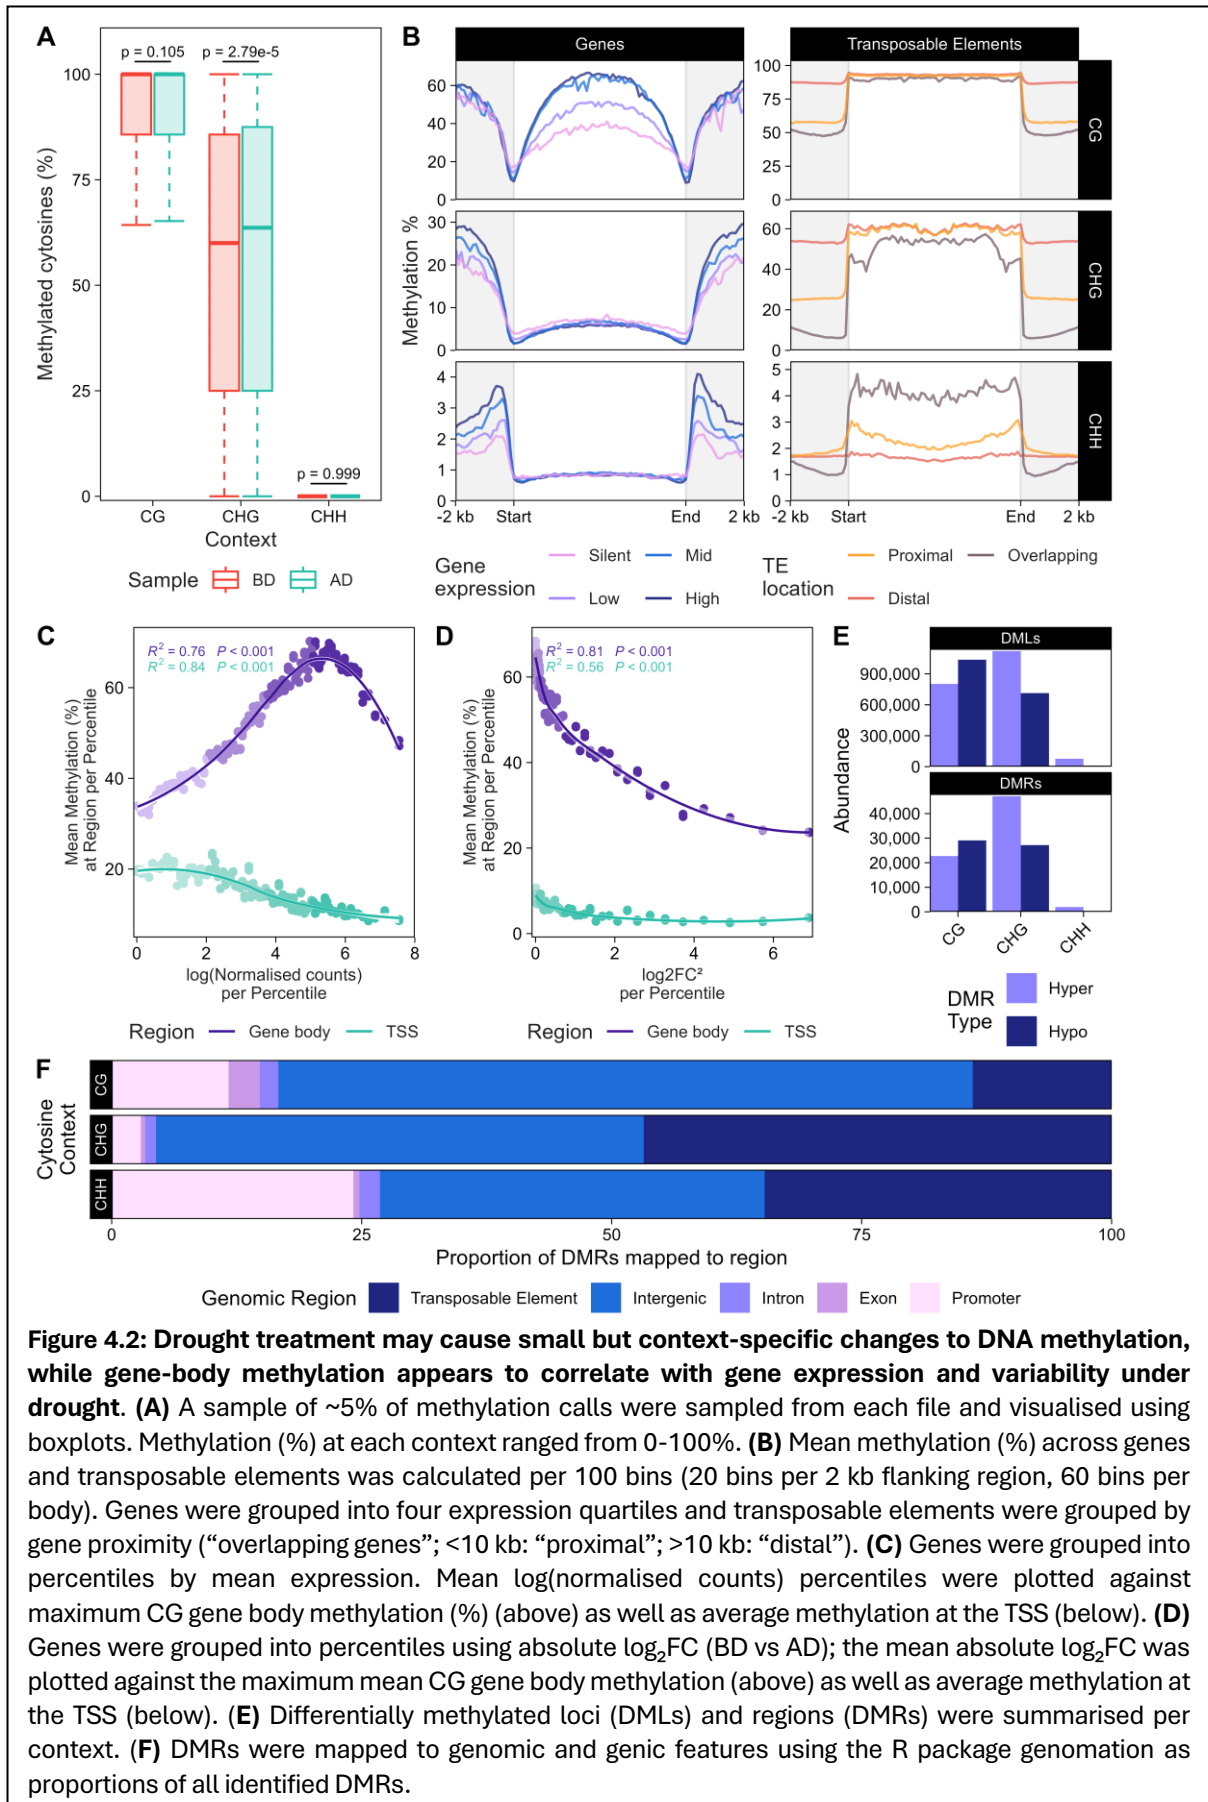 A
p = 0.105
p = 2.79e-5
p = 0.999
Methylated cytosines (%)
100
75
50
25
0
CG
CHG
CHH
Context
Sample
BD
AD
B
Genes
Transposable Elements
Methylation %
60
40
20
0
100
75
50
25
0
CG
30
20
10
0
60
40
20
0
CHG
4
3
2
1
0
5
4
3
2
1
0
CHH
-2 kb
Start
End
2 kb
-2 kb
Start
End
2 kb
Gene
expression
Silent
Mid
Low
High
TE
location
Proximal
Overlapping
Distal
C
R² = 0.76 P < 0.001
R² = 0.84 P < 0.001
Mean Methylation (%)
at Region per Percentile
60
40
20
0
2
4
6
8
log(Normalised counts)
per Percentile
Region
Gene body
TSS
D
R² = 0.81 P < 0.001
R² = 0.56 P < 0.001
Mean Methylation (%)
at Region per Percentile
60
40
20
0
0
2
4
6
log2FC²
per Percentile
Region
Gene body
TSS
E
DMLs
900,000
600,000
300,000
0
Abundance
DMRs
40,000
30,000
20,000
10,000
0
CG
CHG
CHH
DMR
Type
Hyper
Hypo
F
Cytosine
Context
CG
CHG
CHH
0
25
50
75
100
Proportion of DMRs mapped to region
Genomic Region
Transposable Element
Intergenic
Intron
Exon
Promoter
Figure 4.2: Drought treatment may cause small but context-specific changes to DNA methylation,
while gene-body methylation appears to correlate with gene expression and variability under
drought. (A) A sample of ~5% of methylation calls were sampled from each file and visualised using
boxplots. Methylation (%) at each context ranged from 0-100%. (B) Mean methylation (%) across genes
and transposable elements was calculated per 100 bins (20 bins per 2 kb flanking region, 60 bins per
body). Genes were grouped into four expression quartiles and transposable elements were grouped by
gene proximity (“overlapping genes”; <10 kb: “proximal”; >10 kb: “distal”). (C) Genes were grouped into
percentiles by mean expression. Mean log(normalised counts) percentiles were plotted against
maximum CG gene body methylation (%) (above) as well as average methylation at the TSS (below). (D)
Genes were grouped into percentiles using absolute log₂FC (BD vs AD); the mean absolute log₂FC was
plotted against the maximum mean CG gene body methylation (above) as well as average methylation at
the TSS (below). (E) Differentially methylated loci (DMLs) and regions (DMRs) were summarised per
context. (F) DMRs were mapped to genomic and genic features using the R package genomation as
proportions of all identified DMRs.